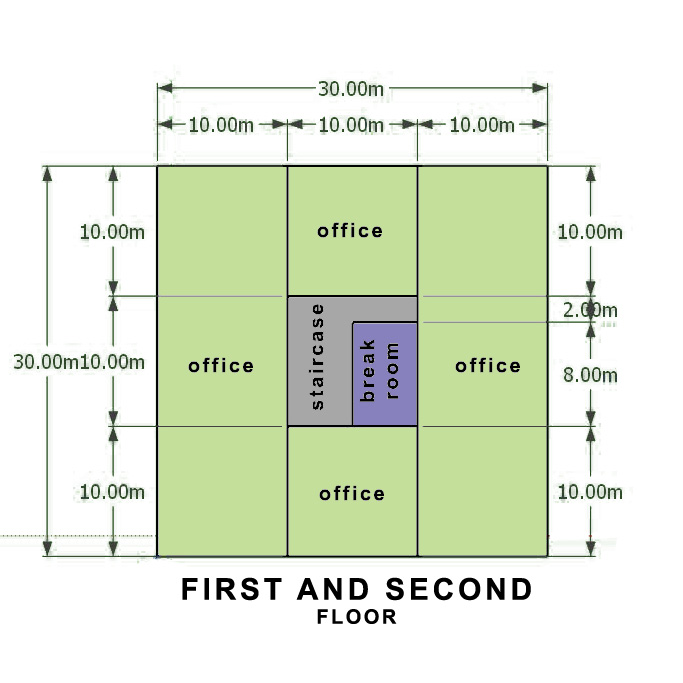 30.00m
10.00m 10.00m 10.00m
10.00m
office
10.00m
2.00m
staircase
30.00m
10.00m
office
break
room
office
8.00m
10.00m
office
10.00m
FIRST AND SECOND
FLOOR